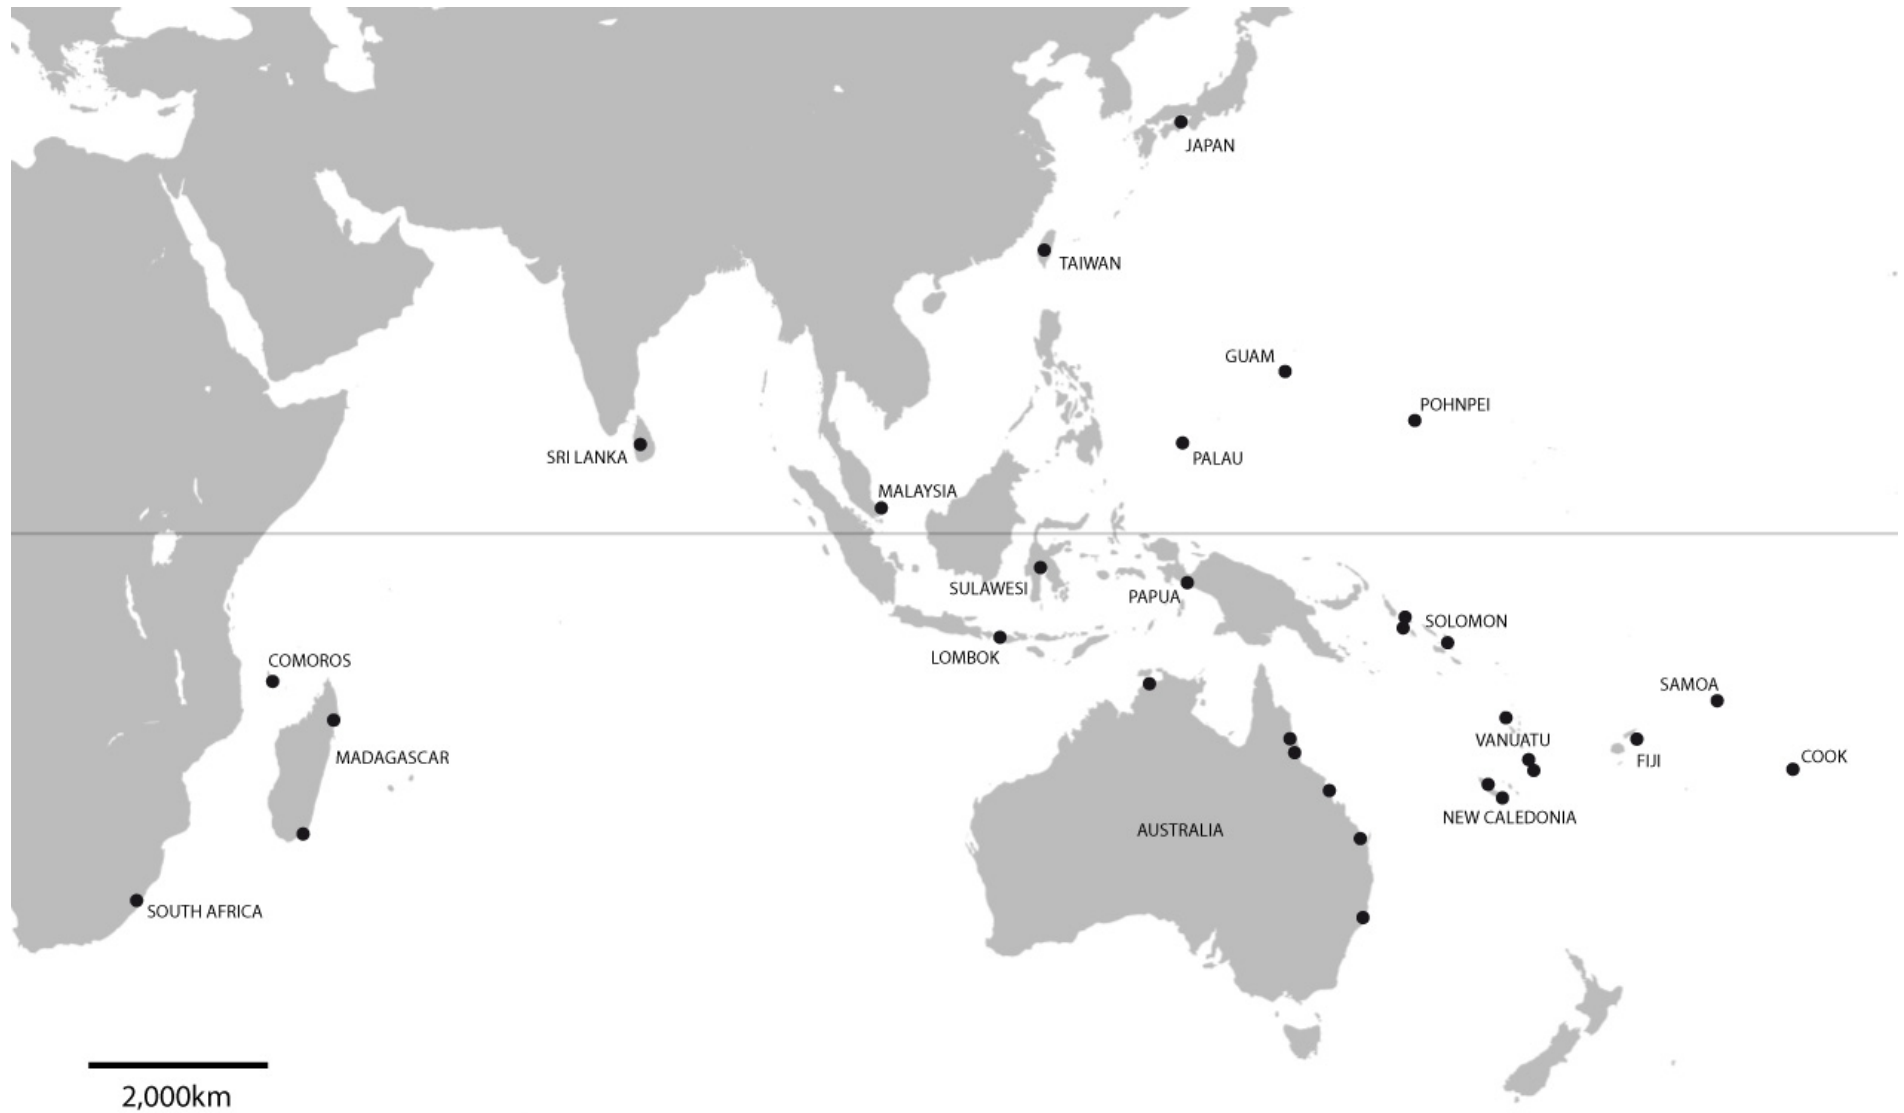 JAPAN
TAIWAN
GUAM
POHNPEI
SRI LANKA
PALAU
MALAYSIA
SULAWESI
PAPUA
SOLOMON
LOMBOK
COMOROS
SAMOA
VANUATU
MADAGASCAR
FIJI
COOK
NEW CALEDONIA
AUSTRALIA
SOUTH AFRICA
2,000km